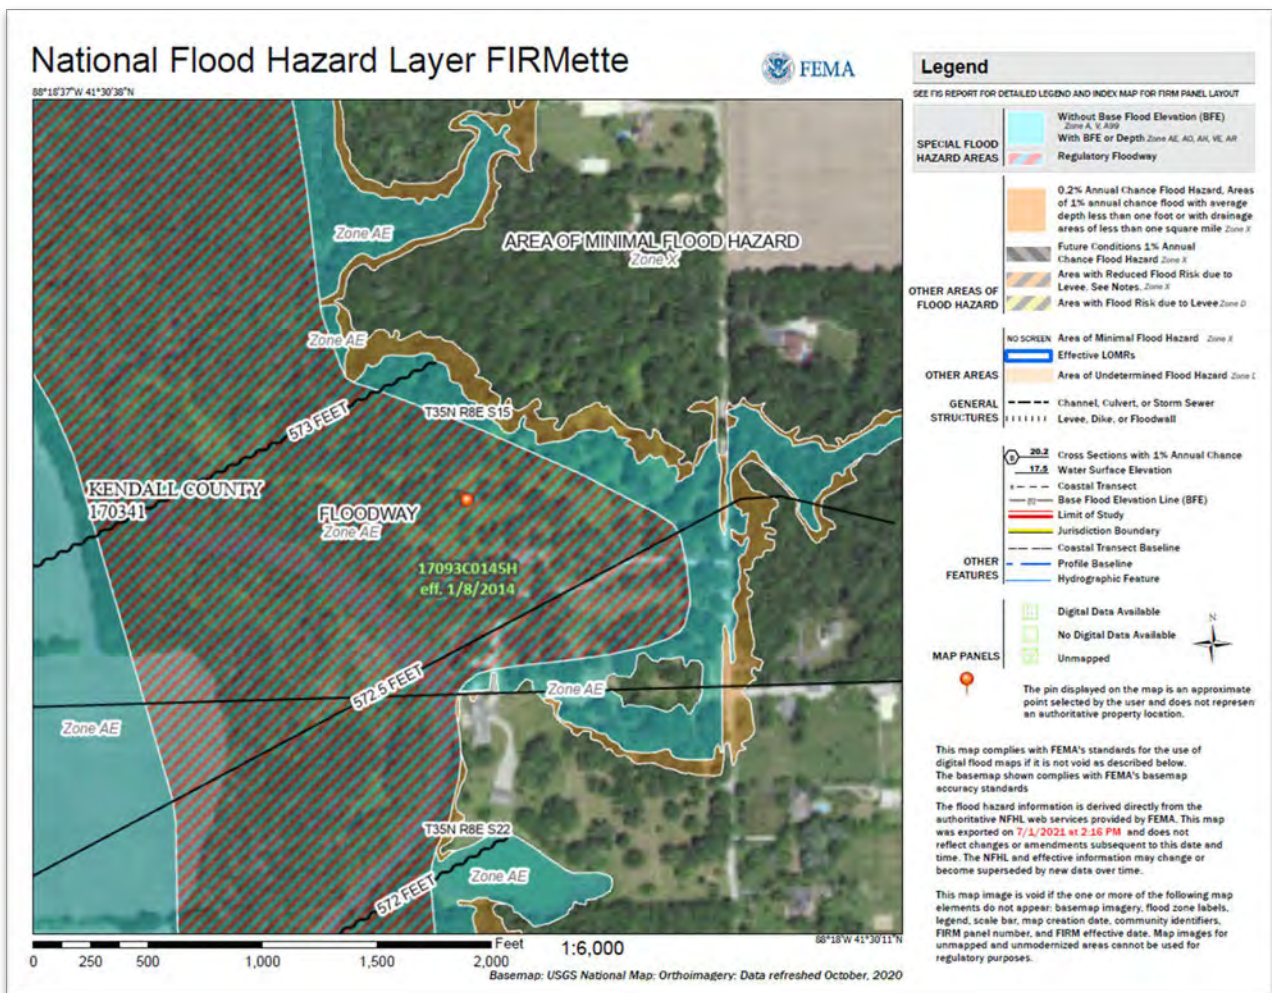 National Flood Hazard Layer FIRMette
FEMA
88°18'37"W 41°30'38"N
Zone AE
AREA OF MINIMAL FLOOD HAZARD
Zone X
Zone AE
T35N R8E S15
573 FEET
KENDALL COUNTY
170341
FLOODWAY
Zone AE
17093C0145H
eff. 1/8/2014
572.5 FEET
Zone AE
Zone AE
T35N R8E S22
Zone AE
572 FEET
88°18'W 41°30'11"N
0 250 500 1,000 1,500 2,000
Feet
1:6,000
Basemap: USGS National Map: Orthoimagery: Data refreshed October, 2020
Legend
SEE FIS REPORT FOR DETAILED LEGEND AND INDEX MAP FOR FIRM PANEL LAYOUT
SPECIAL FLOOD
HAZARD AREAS
Without Base Flood Elevation (BFE)
Zone A, V, A99
With BFE or Depth Zone AE, AO, AH, VE, AR
Regulatory Floodway
0.2% Annual Chance Flood Hazard, Areas
of 1% annual chance flood with average
depth less than one foot or with drainage
areas of less than one square mile Zone X
Future Conditions 1% Annual
Chance Flood Hazard Zone X
Area with Reduced Flood Risk due to
Levee. See Notes. Zone X
Area with Flood Risk due to Levee Zone D
OTHER AREAS OF
FLOOD HAZARD
NO SCREEN Area of Minimal Flood Hazard Zone X
Effective LOMRs
Area of Undetermined Flood Hazard Zone
OTHER AREAS
GENERAL
STRUCTURES
Channel, Culvert, or Storm Sewer
Levee, Dike, or Floodwall
B 20.2 Cross Sections with 1% Annual Chance
17.5 Water Surface Elevation
Coastal Transect
Base Flood Elevation Line (BFE)
Limit of Study
Jurisdiction Boundary
Coastal Transect Baseline
Profile Baseline
Hydrographic Feature
OTHER
FEATURES
Digital Data Available
No Digital Data Available
Unmapped
MAP PANELS
N
The pin displayed on the map is an approximate
point selected by the user and does not represen
an authoritative property location.
This map complies with FEMA's standards for the use of
digital flood maps if it is not void as described below.
The basemap shown complies with FEMA's basemap
accuracy standards
The flood hazard information is derived directly from the
authoritative NFHL web services provided by FEMA. This map
was exported on 7/1/2021 at 2:16 PM and does not
reflect changes or amendments subsequent to this date and
time. The NFHL and effective information may change or
become superseded by new data over time.
This map image is void if the one or more of the following map
elements do not appear: basemap imagery, flood zone labels,
legend, scale bar, map creation date, community identifiers,
FIRM panel number, and FIRM effective date. Map images for
unmapped and unmodernized areas cannot be used for
regulatory purposes.